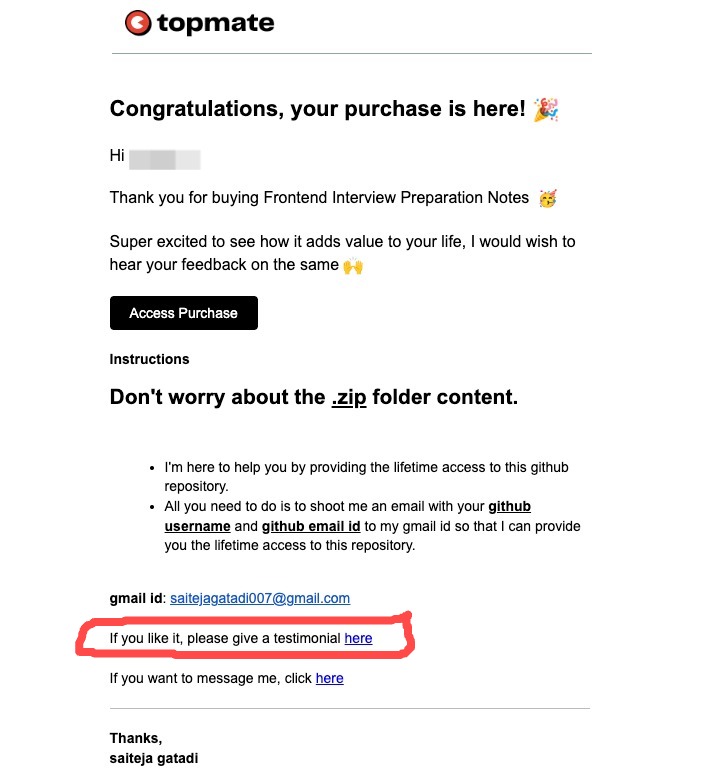 topmate
Congratulations, your purchase is here! 🎉
Hi
Thank you for buying Frontend Interview Preparation Notes 🥳
Super excited to see how it adds value to your life, I would wish to
hear your feedback on the same 🙌
Access Purchase
Instructions
Don't worry about the .zip folder content.
• I'm here to help you by providing the lifetime access to this github
repository.
• All you need to do is to shoot me an email with your github
username and github email id to my gmail id so that I can provide
you the lifetime access to this repository.
gmail id: saitejagatadi007@gmail.com
If you like it, please give a testimonial here
If you want to message me, click here
Thanks,
saiteja gatadi